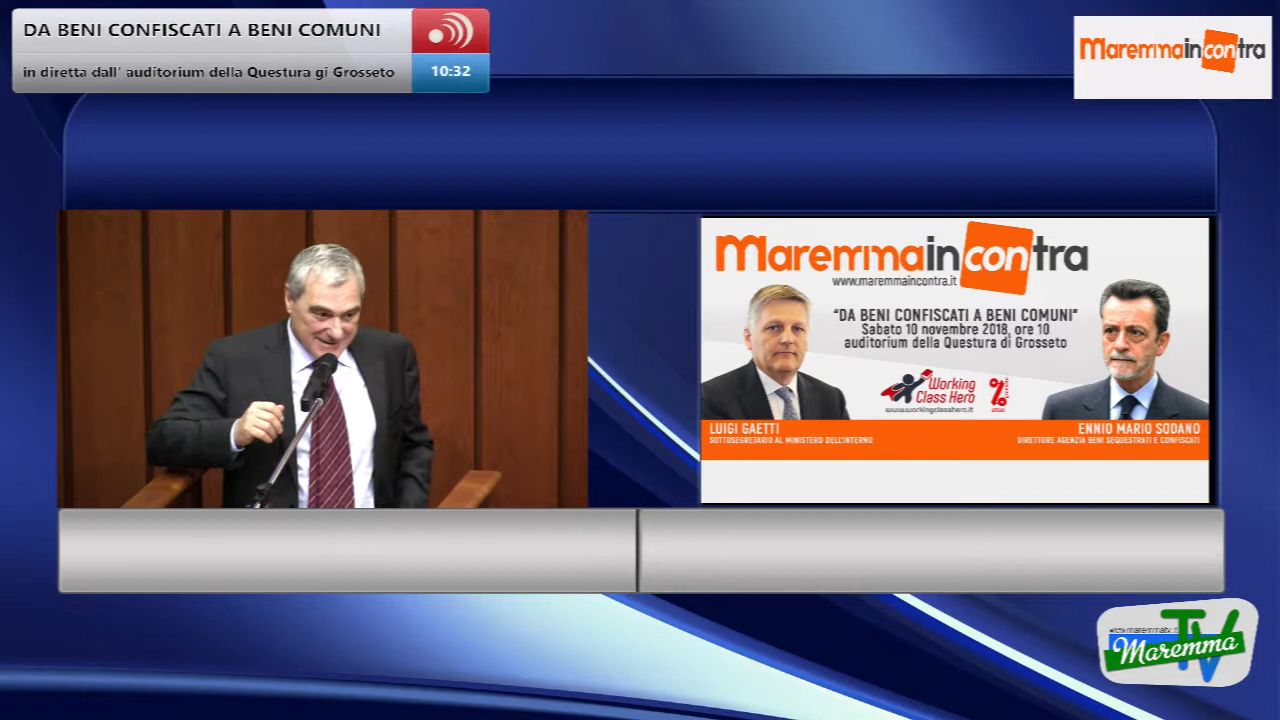 DA BENI CONFISCATI A BENI COMUNI
in diretta dall' auditorium della Questura gi Grosseto
10:32
Maremmaincontra
Maremmaincontra
www.maremmaincontra.it
"DA BENI CONFISCATI A BENI COMUNI"
Sabato 10 novembre 2018, ore 10
auditorium della Questura di Grosseto
Working
Class Hero
www.workingclasshero.it
LUIGI GAETTI
SOTTOSEGRETARIO AL MINISTERO DELL'INTERNO
ENNIO MARIO SODANO
DIRETTORE AGENZIA BENI SEQUESTRATI E CONFISCATI
TV
Maremma